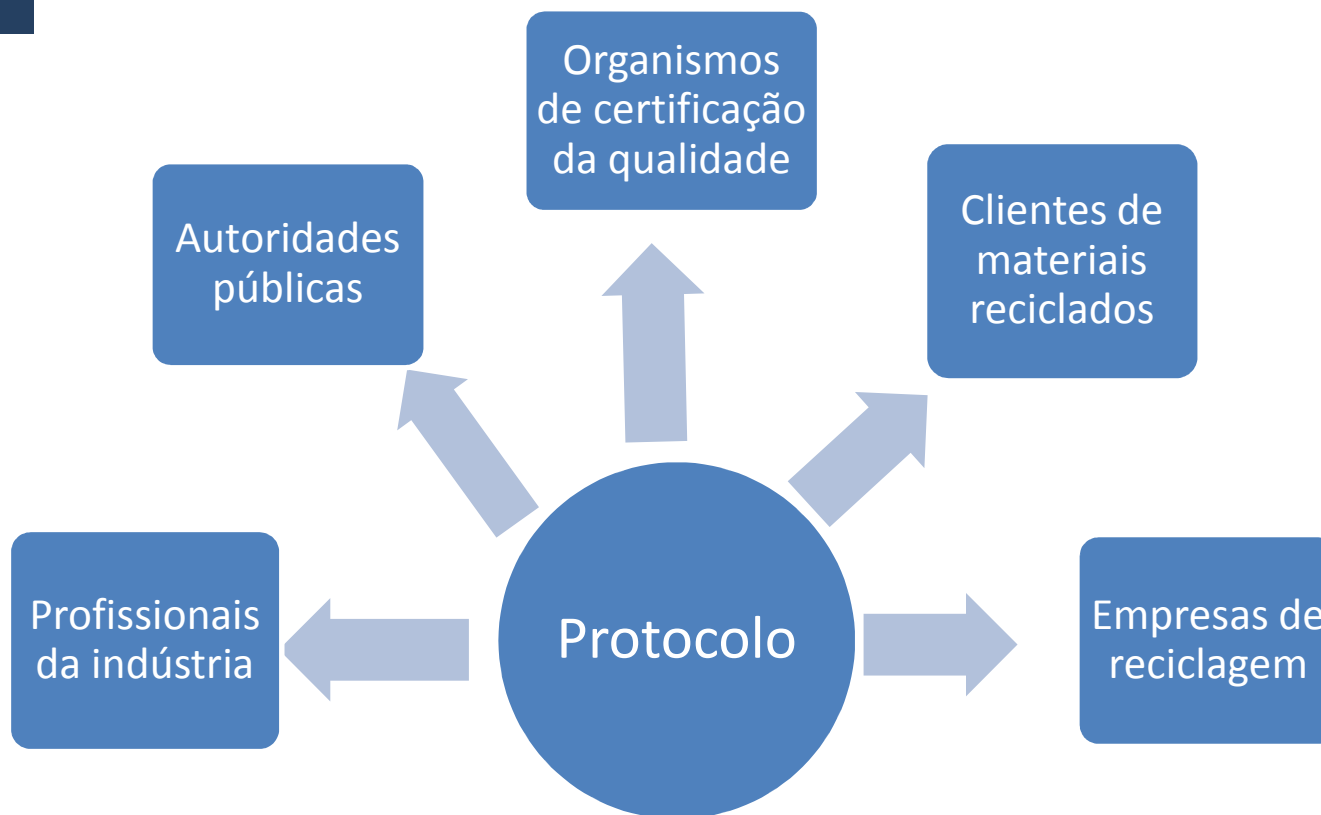 Organismos
de certificação
da qualidade
Autoridades
públicas
Clientes de
materiais
reciclados
Profissionais
da indústria
Protocolo
Empresas de
reciclagem